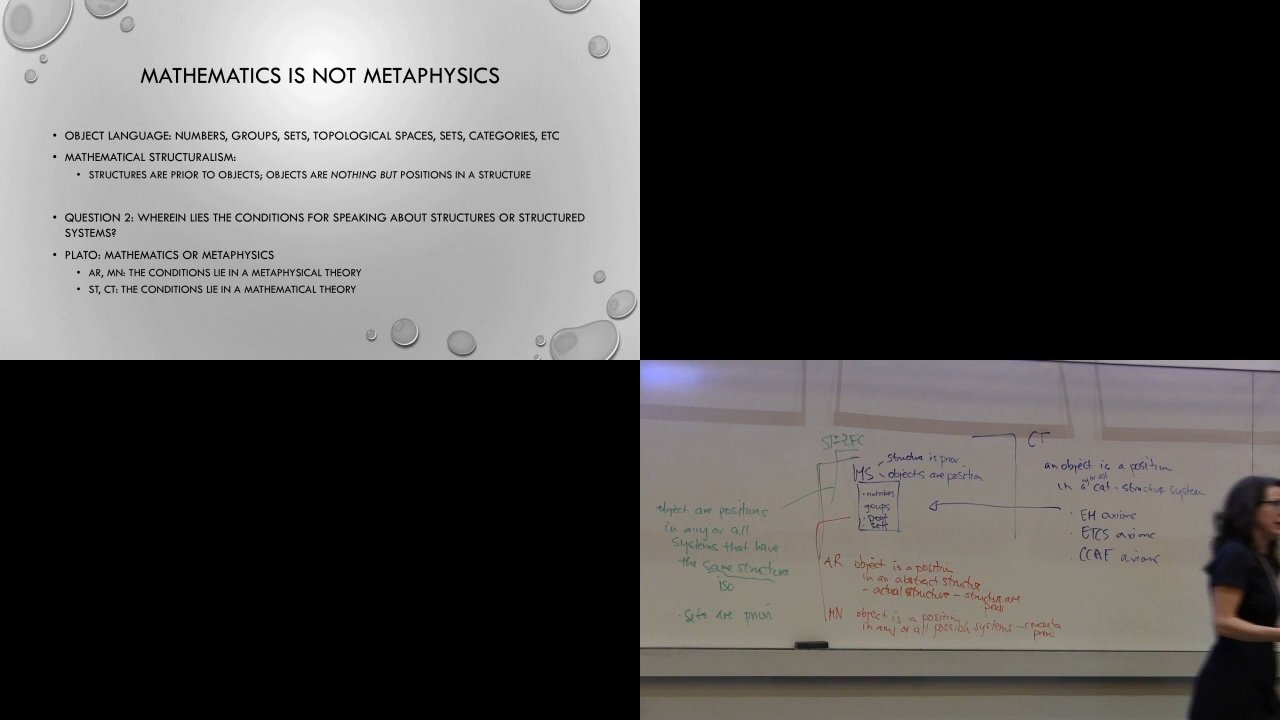 MATHEMATICS IS NOT METAPHYSICS
• OBJECT LANGUAGE: NUMBERS, GROUPS, SETS, TOPOLOGICAL SPACES, SETS, CATEGORIES, ETC
• MATHEMATICAL STRUCTURALISM:
• STRUCTURES ARE PRIOR TO OBJECTS; OBJECTS ARE NOTHING BUT POSITIONS IN A STRUCTURE
• QUESTION 2: WHEREIN LIES THE CONDITIONS FOR SPEAKING ABOUT STRUCTURES OR STRUCTURED
SYSTEMS?
• PLATO: MATHEMATICS OR METAPHYSICS
• AR, MN: THE CONDITIONS LIE IN A METAPHYSICAL THEORY
• ST, CT: THE CONDITIONS LIE IN A MATHEMATICAL THEORY
ST=ZFC
object are positions
in any or all
systems that have
the same structure
iso
• Sets are priori
MS
structure is prior
objects are position
• numbers
groups
AR object is a position
in an abstract structure
- actual structure - structure are
MN object is a position
in any or all possible systems
CT
an object is a position
in a cat-structure system
any or all
• EM axioms
• ETCS axioms
• CCAF axioms